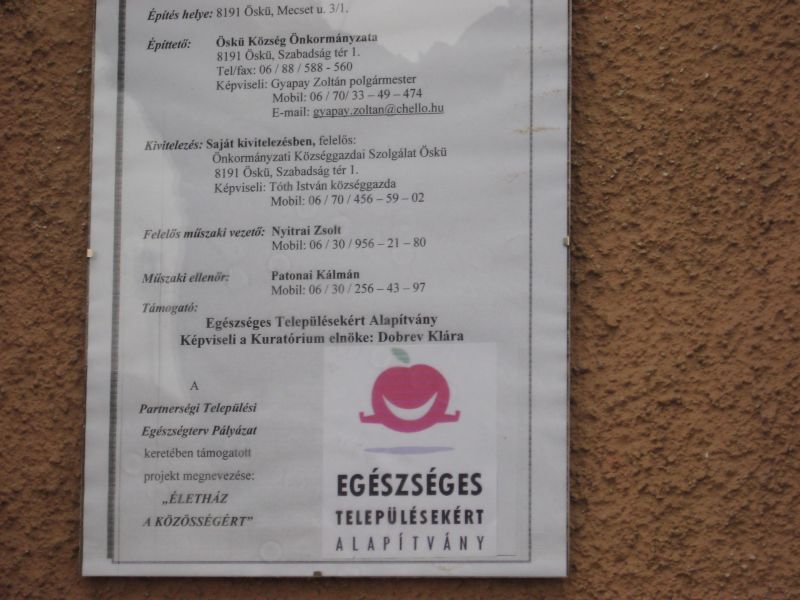 Építés helye: 8191 Öskü, Mecset u. 3/1.
Építtető: Öskü Község Önkormányzata
8191 Öskü, Szabadság tér 1.
Tel/fax: 06 / 88 / 588 - 560
Képviseli: Gyapay Zoltán polgármester
Mobil: 06 / 70/ 33 – 49 – 474
E-mail: gyapay.zoltan@chello.hu
Kivitelezés: Saját kivitelezésben, felelős:
Önkormányzati Községgazdai Szolgálat Öskü
8191 Öskü, Szabadság tér 1.
Képviseli: Tóth István községgazda
Mobil: 06 / 70 / 456 – 59 – 02
Felelős műszaki vezető: Nyitrai Zsolt
Mobil: 06 / 30 / 956 – 21 – 80
Műszaki ellenőr: Patonai Kálmán
Mobil: 06 / 30 / 256 – 43 – 97
Támogató:
Egészséges Településekért Alapítvány
Képviseli a Kuratórium elnöke: Dobrev Klára
A
Partnerségi Települési
Egészségterv Pályázat
keretében támogatott
projekt megnevezése:
„ÉLETHÁZ
A KÖZÖSSÉGÉRT”
EGÉSZSÉGES
TELEPÜLÉSEKÉRT
ALAPÍTVÁNY